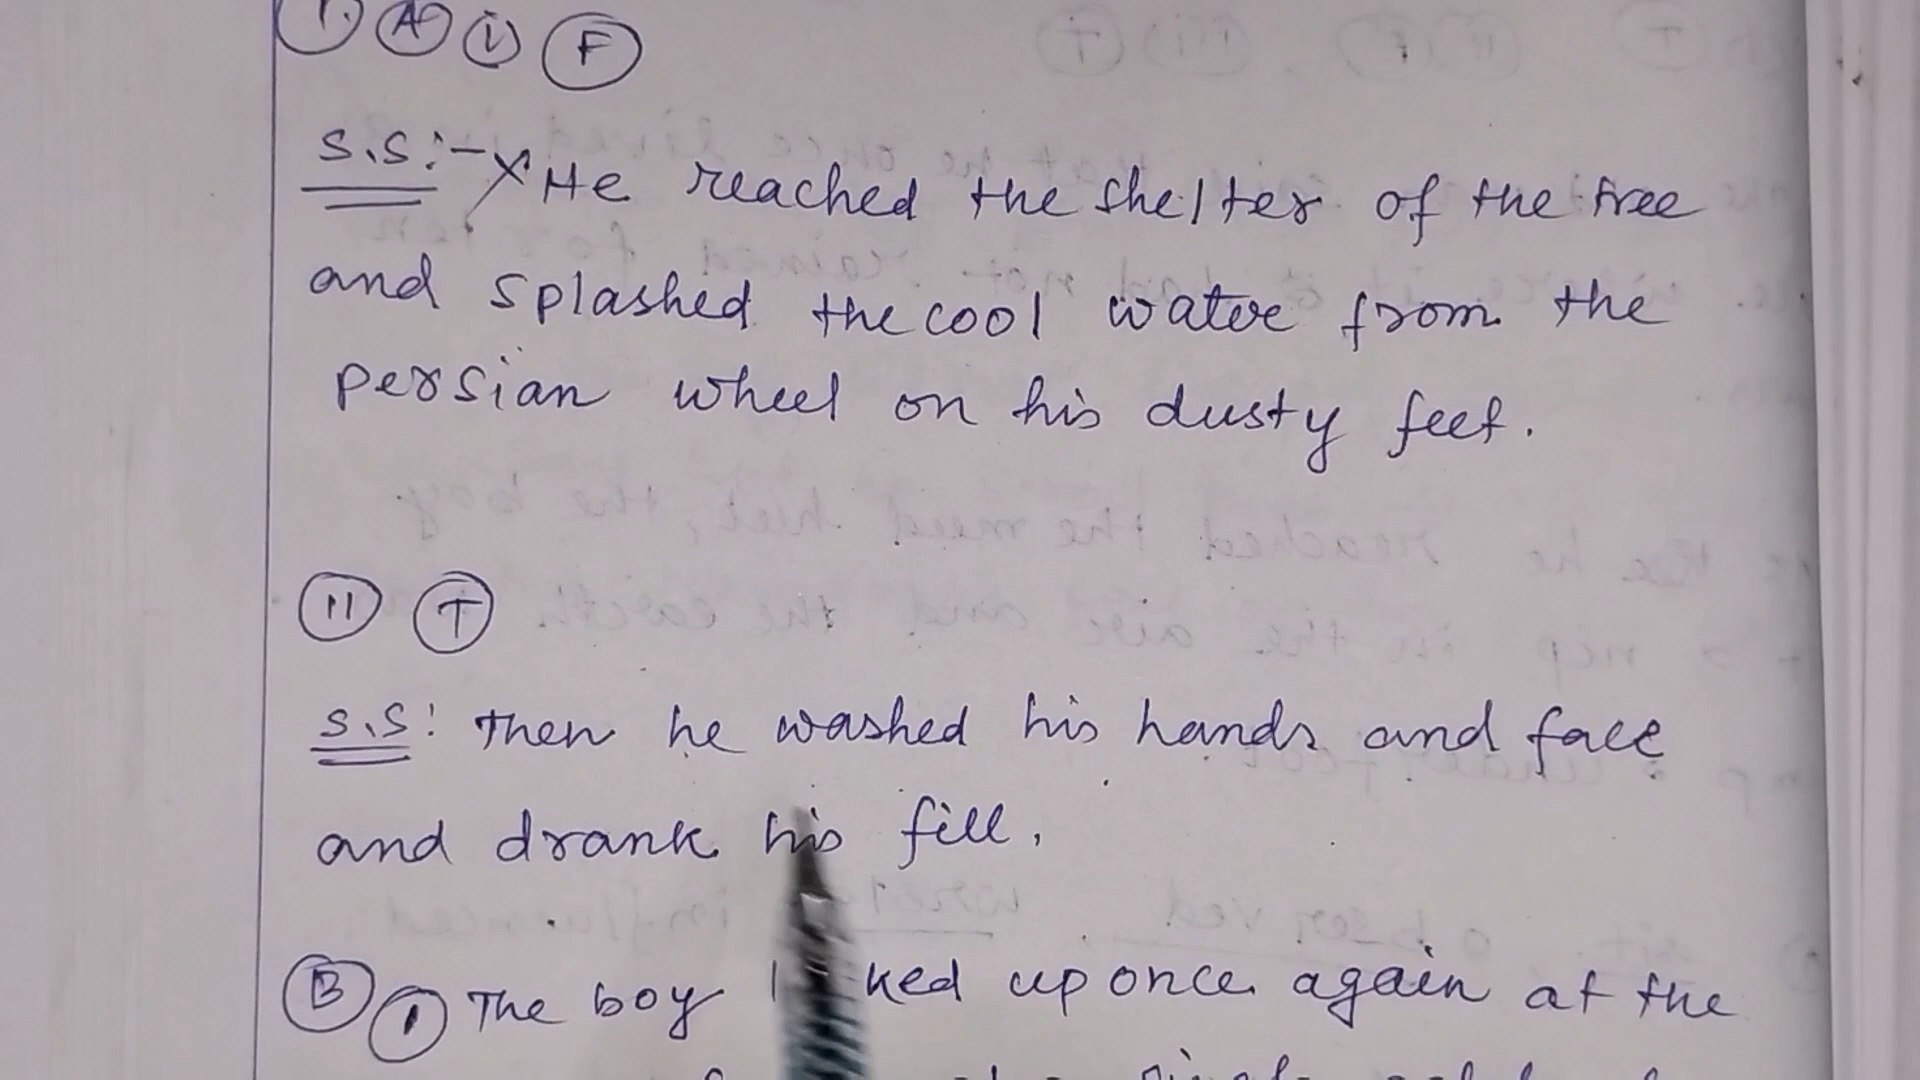 1. A i F
S.S:- He reached the shelter of the tree
and splashed the cool water from the
persian wheel on his dusty feet.
11 T
S.S: Then he washed his hands and face
and drank his fill.
B 1 The boy up once again at the